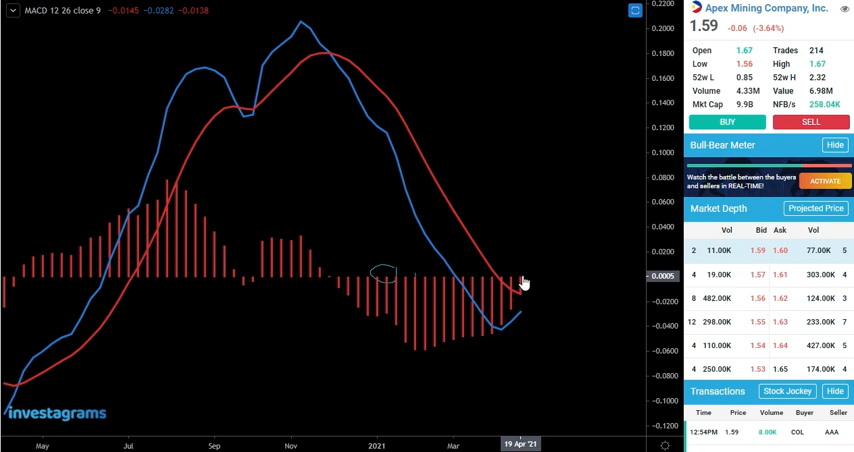 MACD 12 26 close 9 −0.0145 −0.0282 −0.0138
0.2200
0.2000
0.1800
0.1600
0.1400
0.1200
0.1000
0.0800
0.0600
0.0400
0.0200
0.0005
−0.0200
−0.0400
−0.0600
−0.0800
−0.1000
−0.1200
investagrams
May Jul Sep Nov 2021 Mar 19 Apr '21
Apex Mining Company, Inc.
1.59 -0.06 (-3.64%)
Open 1.67 Trades 214
Low 1.56 High 1.67
52w L 0.85 52w H 2.32
Volume 4.33M Value 6.98M
Mkt Cap 9.9B NFB/s 258.04K
BUY SELL
Bull-Bear Meter Hide
Watch the battle between the buyers
and sellers in REAL-TIME!
ACTIVATE
Market Depth Projected Price
Vol Bid Ask Vol
2 11.00K 1.59 1.60 77.00K 5
4 19.00K 1.57 1.61 303.00K 4
8 482.00K 1.56 1.62 124.00K 3
12 298.00K 1.55 1.63 233.00K 7
4 110.00K 1.54 1.64 427.00K 5
4 250.00K 1.53 1.65 174.00K 4
Transactions Stock Jockey Hide
Time Price Volume Buyer Seller
12:54PM 1.59 8.00K COL AAA